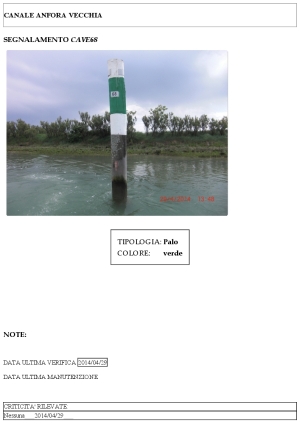 CANALE ANFORA VECCHIA
SEGNALAMENTO CAVE68
TIPOLOGIA: Palo
COLORE: verde
NOTE:
DATA ULTIMA VERIFICA 2014/04/29
DATA ULTIMA MANUTENZIONE
CRITICITA' RILEVATE
Nessuna 2014/04/29